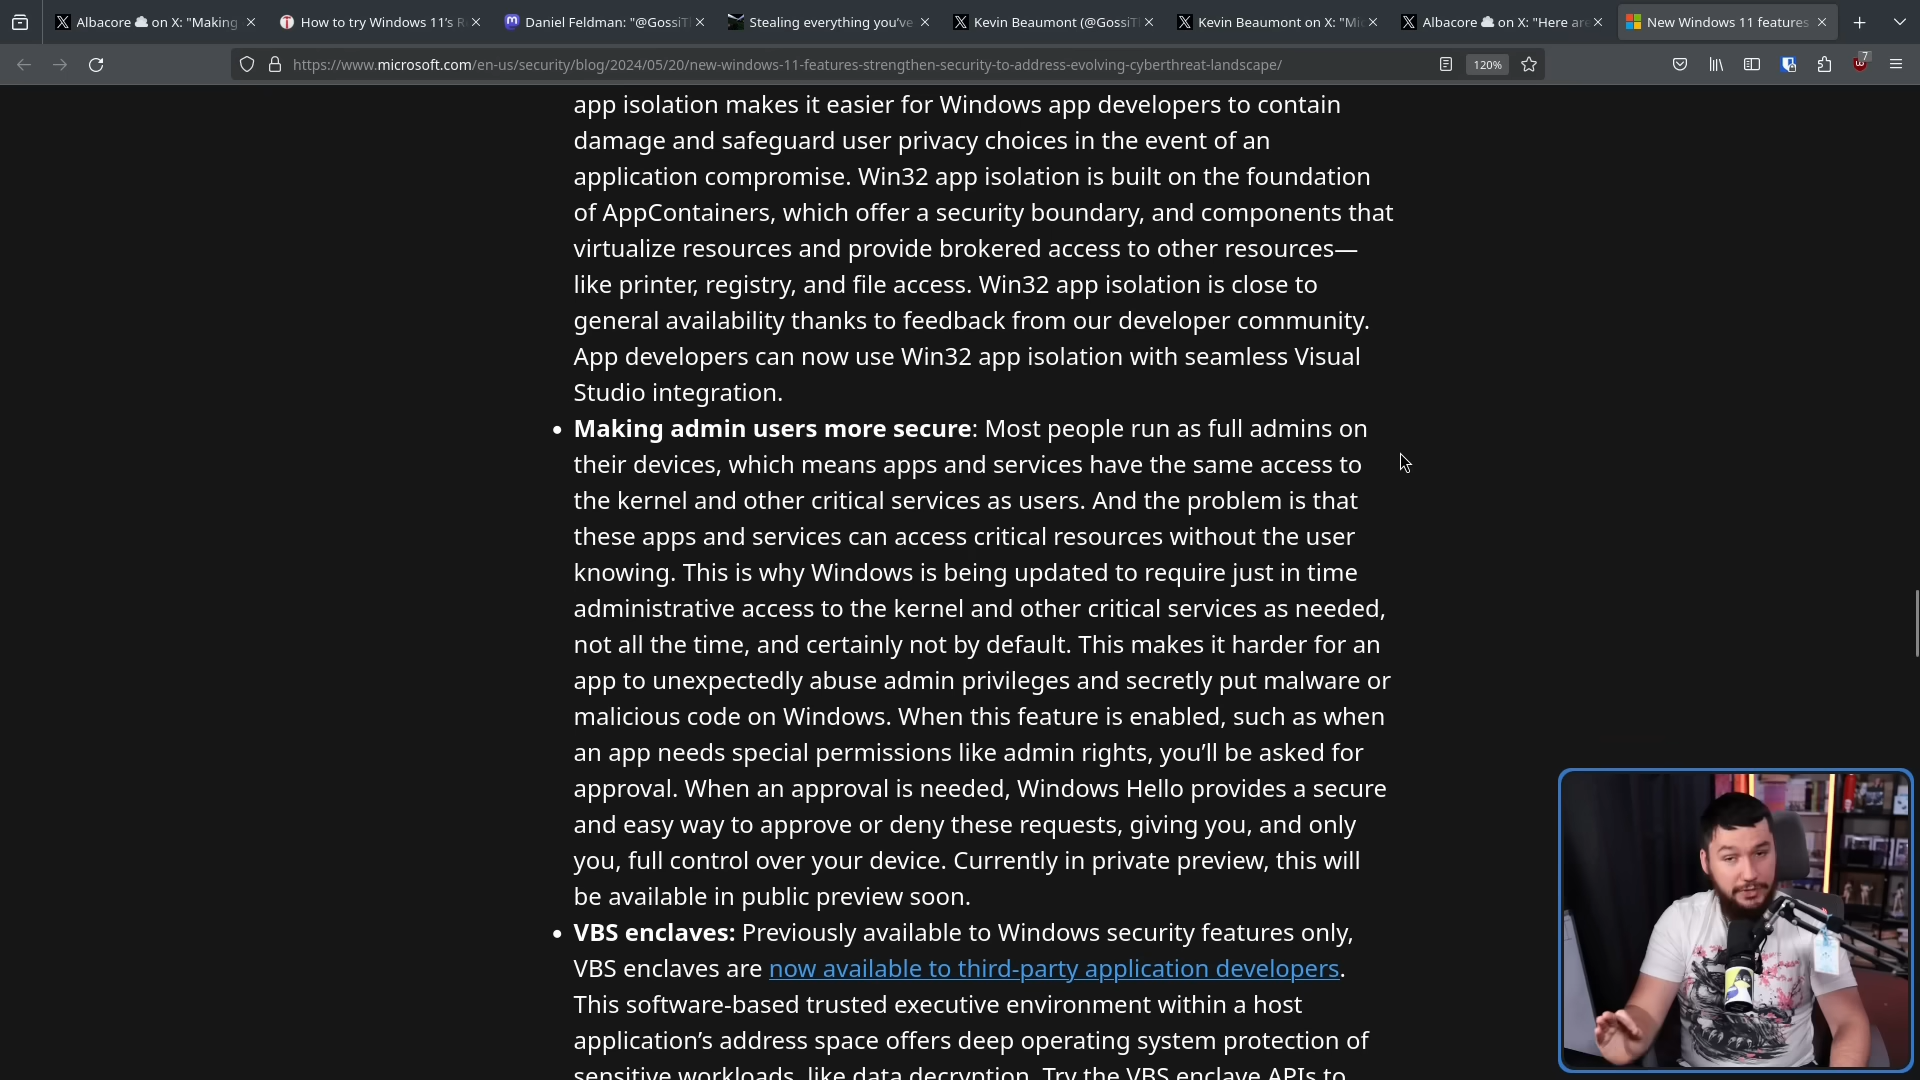 Albacore ☁ on X: "Making
How to try Windows 11's R
Daniel Feldman: "@GossiT
Stealing everything you've
Kevin Beaumont (@GossiT
Kevin Beaumont on X: "Mi
Albacore ☁ on X: "Here are
New Windows 11 features
https://www.microsoft.com/en-us/security/blog/2024/05/20/new-windows-11-features-strengthen-security-to-address-evolving-cyberthreat-landscape/
120%
7
app isolation makes it easier for Windows app developers to contain
damage and safeguard user privacy choices in the event of an
application compromise. Win32 app isolation is built on the foundation
of AppContainers, which offer a security boundary, and components that
virtualize resources and provide brokered access to other resources—
like printer, registry, and file access. Win32 app isolation is close to
general availability thanks to feedback from our developer community.
App developers can now use Win32 app isolation with seamless Visual
Studio integration.
• Making admin users more secure: Most people run as full admins on
their devices, which means apps and services have the same access to
the kernel and other critical services as users. And the problem is that
these apps and services can access critical resources without the user
knowing. This is why Windows is being updated to require just in time
administrative access to the kernel and other critical services as needed,
not all the time, and certainly not by default. This makes it harder for an
app to unexpectedly abuse admin privileges and secretly put malware or
malicious code on Windows. When this feature is enabled, such as when
an app needs special permissions like admin rights, you’ll be asked for
approval. When an approval is needed, Windows Hello provides a secure
and easy way to approve or deny these requests, giving you, and only
you, full control over your device. Currently in private preview, this will
be available in public preview soon.
• VBS enclaves: Previously available to Windows security features only,
VBS enclaves are now available to third-party application developers.
This software-based trusted executive environment within a host
application’s address space offers deep operating system protection of
sensitive workloads, like data decryption. Try the VBS enclave APIs to